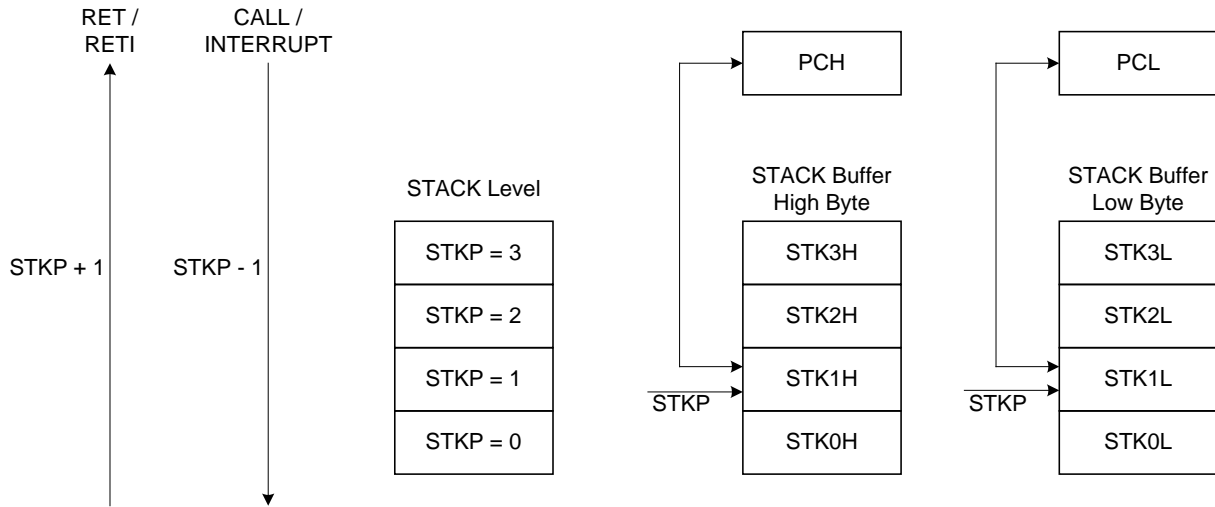 RET /
RETI
CALL /
INTERRUPT
STKP + 1
STKP - 1
STACK Level
STKP = 3
STKP = 2
STKP = 1
STKP = 0
PCH
STACK Buffer
High Byte
STK3H
STK2H
STK1H
STK0H
STKP
PCL
STACK Buffer
Low Byte
STK3L
STK2L
STK1L
STK0L
STKP